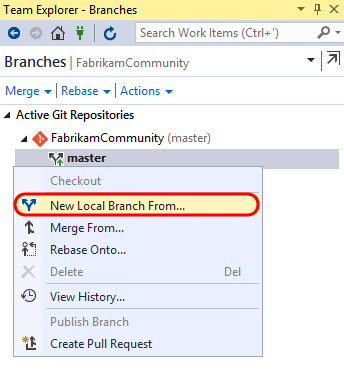 Team Explorer - Branches
Search Work Items (Ctrl+')
Branches | FabrikamCommunity
Merge Rebase Actions
Active Git Repositories
FabrikamCommunity (master)
master
Checkout
New Local Branch From...
Merge From...
Rebase Onto...
Delete Del
View History...
Publish Branch
Create Pull Request